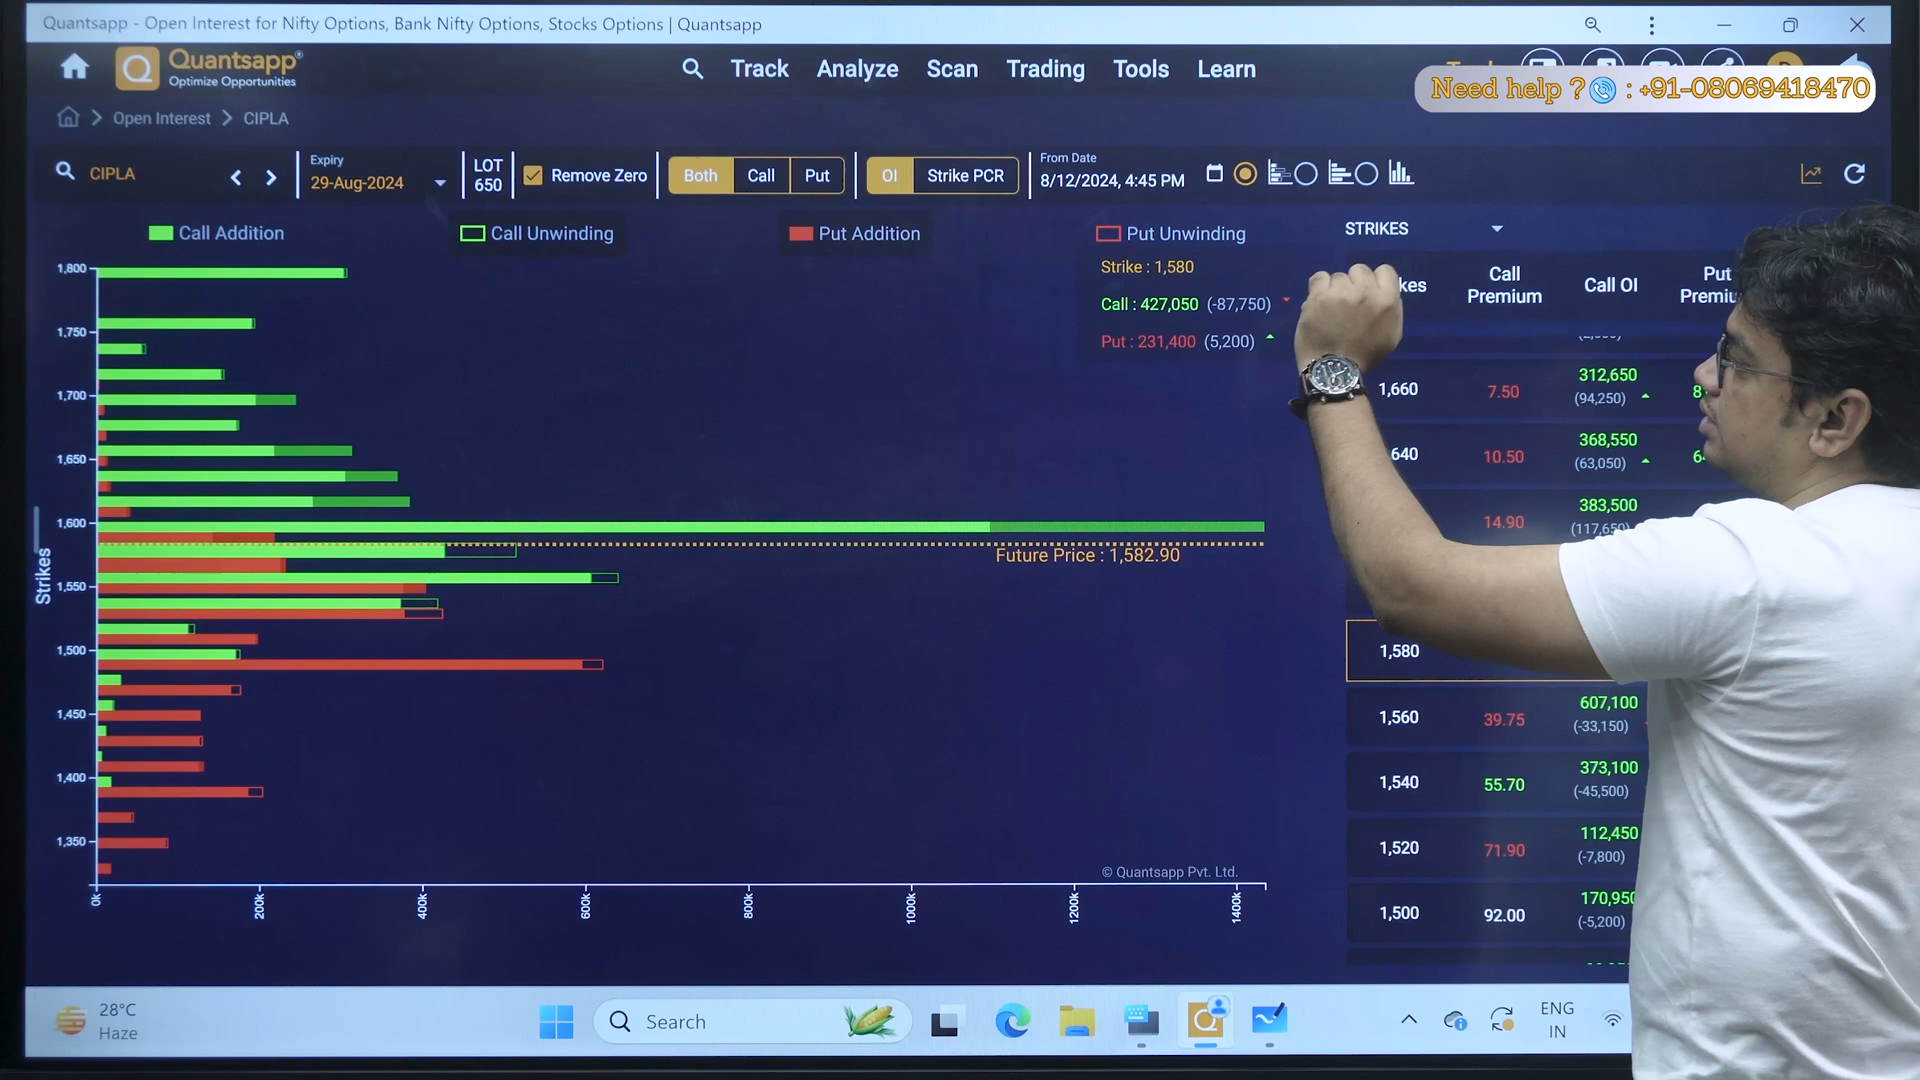 Quantsapp - Open Interest for Nifty Options, Bank Nifty Options, Stocks Options | Quantsapp
Quantsapp®
Optimize Opportunities
Track Analyze Scan Trading Tools Learn
Need help ? : +91-08069418470
Open Interest > CIPLA
CIPLA
Expiry
29-Aug-2024
LOT
650
Remove Zero
Both Call Put
OI Strike PCR
From Date
8/12/2024, 4:45 PM
Call Addition
Call Unwinding
Put Addition
Put Unwinding
Strike : 1,580
Call : 427,050 (-87,750)
Put : 231,400 (5,200)
Strikes
1,800
1,750
1,700
1,650
1,600
1,550
1,500
1,450
1,400
1,350
Future Price : 1,582.90
© Quantsapp Pvt. Ltd.
0k 200k 400k 600k 800k 1000k 1200k 1400k
STRIKES
Call Premium
Call OI
Put
1,660 7.50 312,650 (94,250)
640 10.50 368,550 (63,050)
14.90 383,500 (117,650)
1,580
1,560 39.75 607,100 (-33,150)
1,540 55.70 373,100 (-45,500)
1,520 71.90 112,450 (-7,800)
1,500 92.00 170,950 (-5,200)
28°C
Haze
Search
ENG
IN